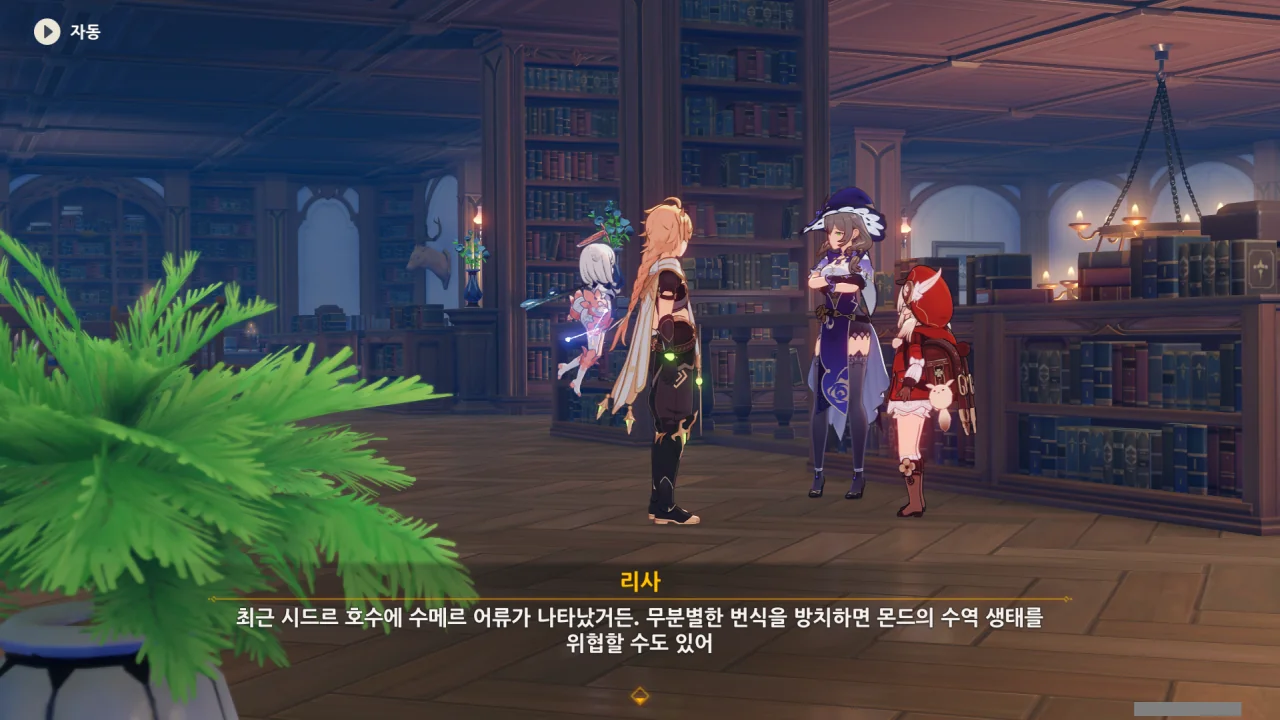 자동
리사
최근 시드르 호수에 수메르 어류가 나타났거든. 무분별한 번식을 방치하면 몬드의 수역 생태를
위협할 수도 있어